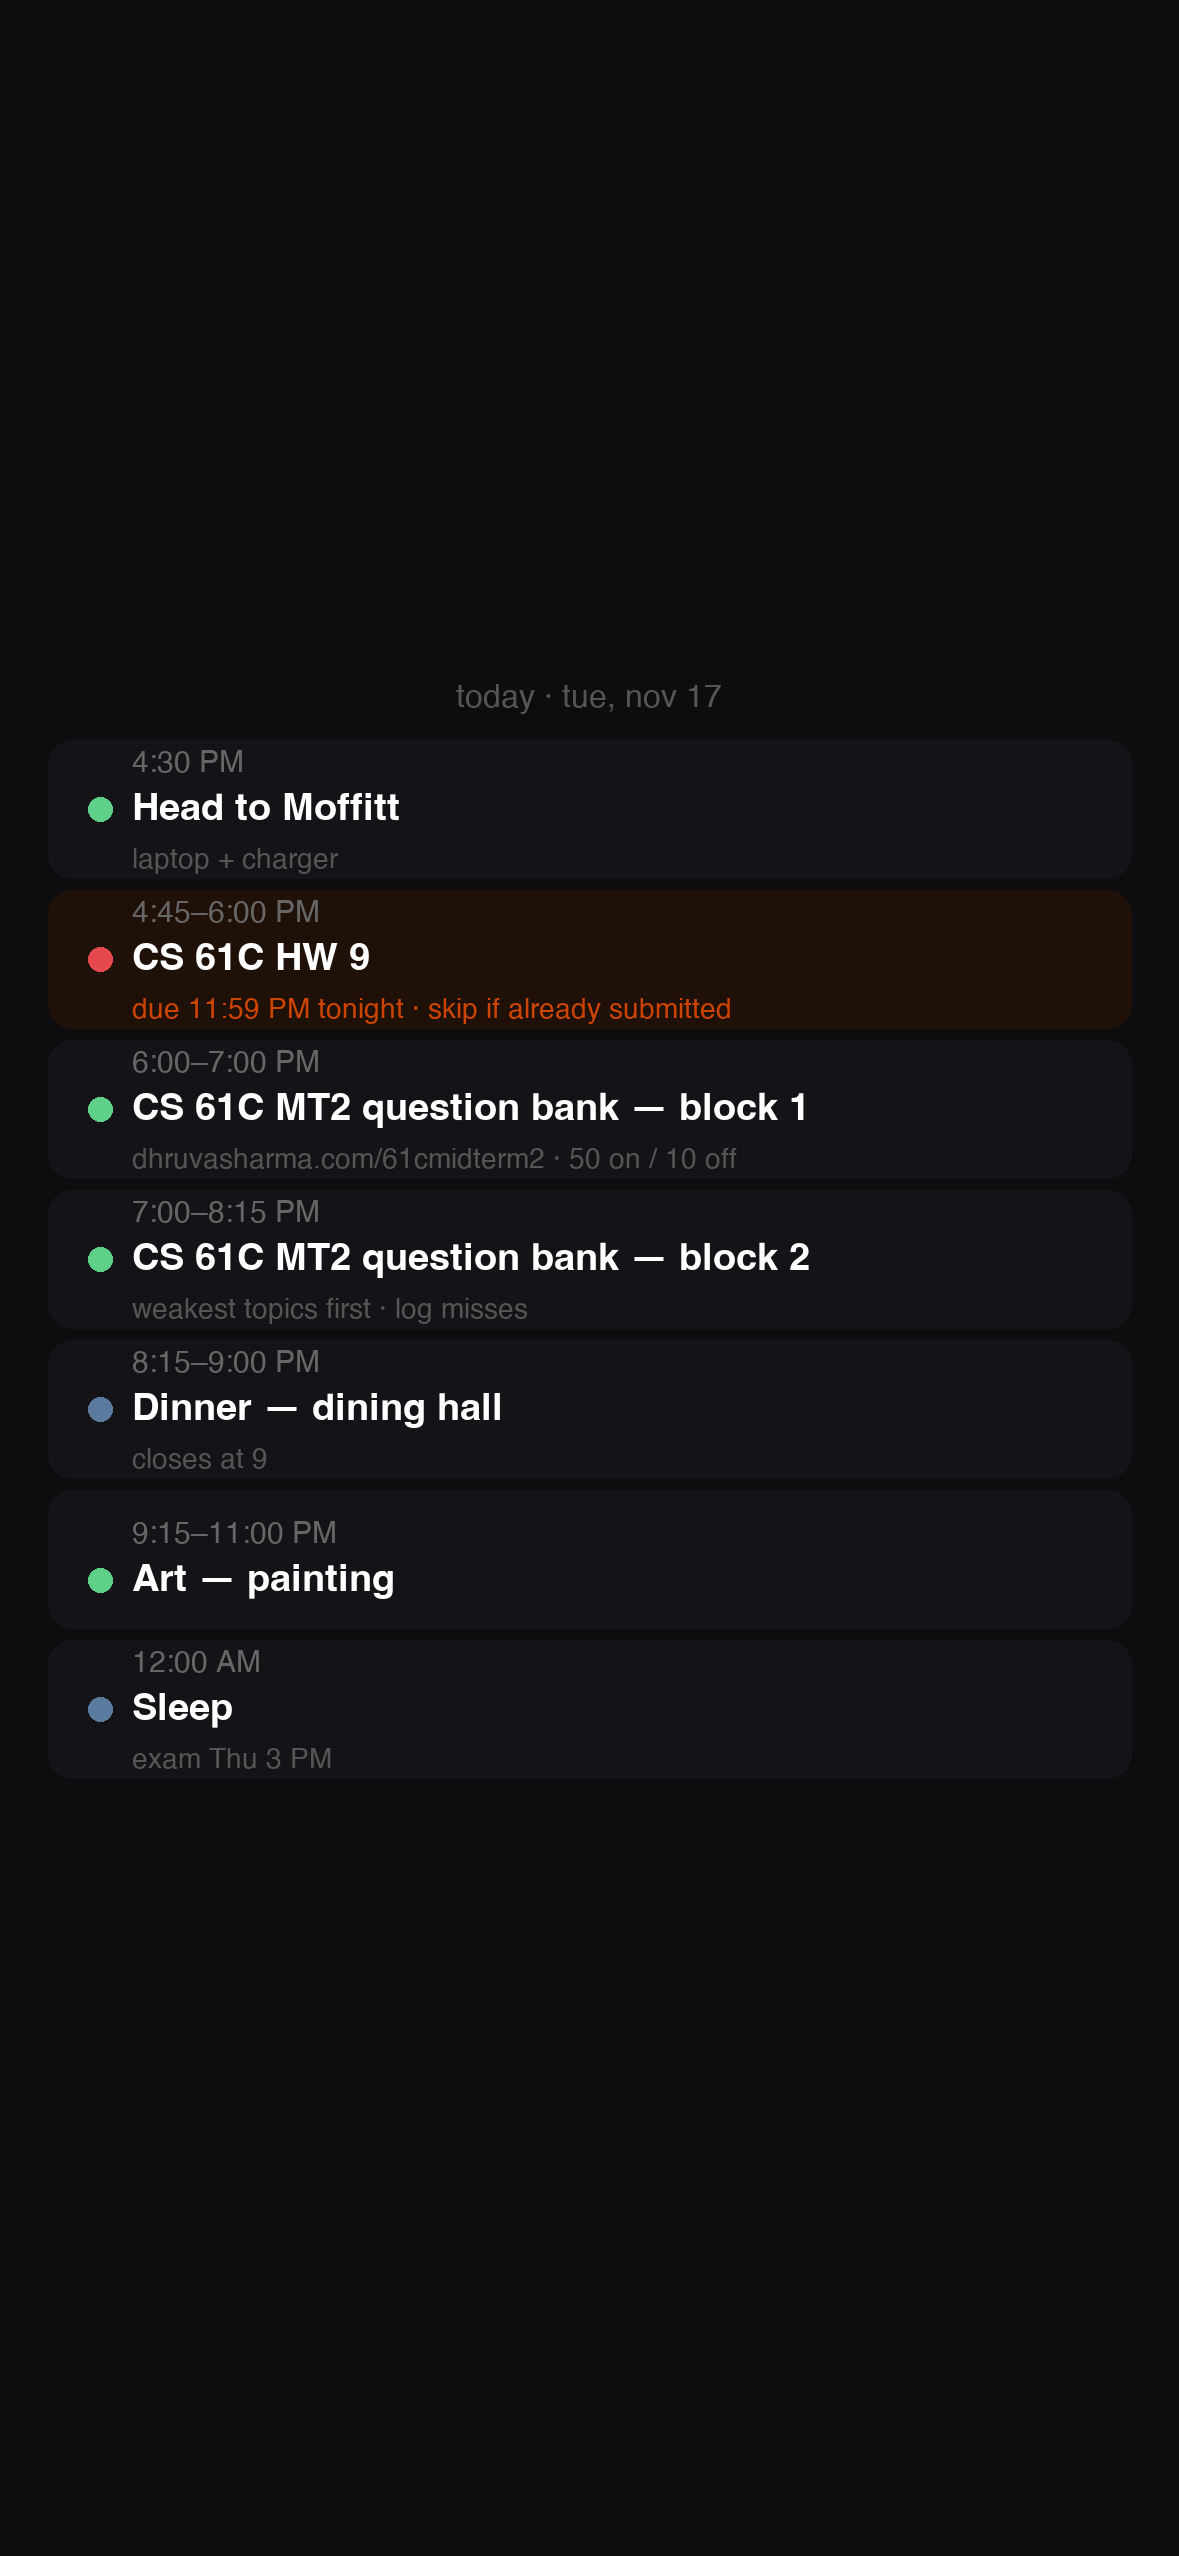 today · tue, nov 17
4:30 PM
Head to Moffitt
laptop + charger
4:45–6:00 PM
CS 61C HW 9
due 11:59 PM tonight · skip if already submitted
6:00–7:00 PM
CS 61C MT2 question bank — block 1
dhruvasharma.com/61cmidterm2 · 50 on / 10 off
7:00–8:15 PM
CS 61C MT2 question bank — block 2
weakest topics first · log misses
8:15–9:00 PM
Dinner — dining hall
closes at 9
9:15–11:00 PM
Art — painting
12:00 AM
Sleep
exam Thu 3 PM